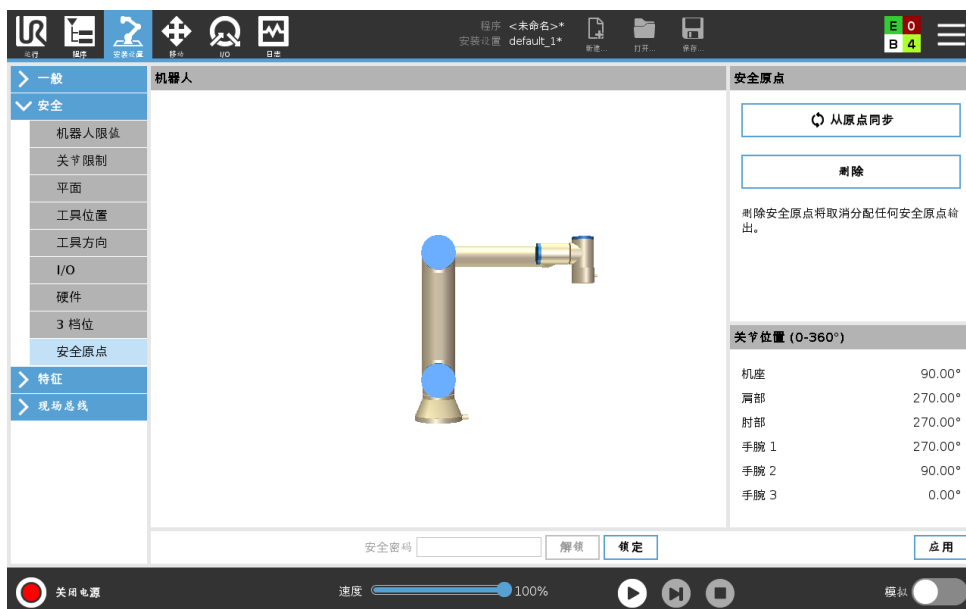 程序 <未命名>*
安装设置 default_1*
新建...
打开...
保存...
E 0
B 4
UR
运行
程序
安装设置
移动
I/O
日志
一般
安全
机器人限值
关节限制
平面
工具位置
工具方向
I/O
硬件
3 档位
安全原点
特征
现场总线
机器人
安全原点
从原点同步
删除
删除安全原点将取消分配任何安全原点输
出。
关节位置 (0-360°)
机座 90.00°
肩部 270.00°
肘部 270.00°
手腕 1 270.00°
手腕 2 90.00°
手腕 3 0.00°
安全密码
解锁
锁定
应用
关闭电源
速度 100%
模拟